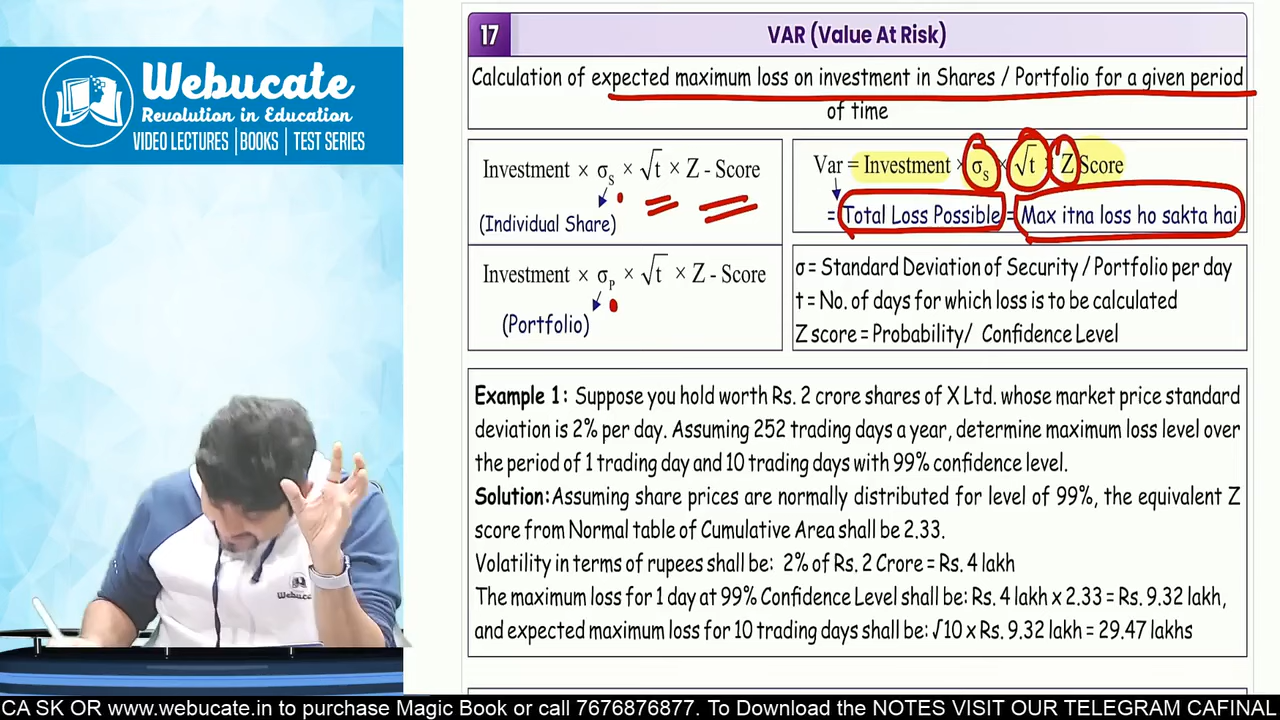 Webucate
Revolution in Education
VIDEO LECTURES | BOOKS | TEST SERIES
17 VAR (Value At Risk)
Calculation of expected maximum loss on investment in Shares / Portfolio for a given period
of time
Investment × σS × √t × Z - Score
(Individual Share)
Var = Investment × σS × √t × Z Score
= Total Loss Possible = Max itna loss ho sakta hai
Investment × σP × √t × Z - Score
(Portfolio)
σ = Standard Deviation of Security / Portfolio per day
t = No. of days for which loss is to be calculated
Z score = Probability/ Confidence Level
Example 1: Suppose you hold worth Rs. 2 crore shares of X Ltd. whose market price standard
deviation is 2% per day. Assuming 252 trading days a year, determine maximum loss level over
the period of 1 trading day and 10 trading days with 99% confidence level.
Solution:Assuming share prices are normally distributed for level of 99%, the equivalent Z
score from Normal table of Cumulative Area shall be 2.33.
Volatility in terms of rupees shall be: 2% of Rs. 2 Crore = Rs. 4 lakh
The maximum loss for 1 day at 99% Confidence Level shall be: Rs. 4 lakh x 2.33 = Rs. 9.32 lakh,
and expected maximum loss for 10 trading days shall be: √10 x Rs. 9.32 lakh = 29.47 lakhs
CA SK OR www.webucate.in to purchase Magic Book or call 7676876877. To Download the NOTES VISIT OUR TELEGRAM CAFINAL